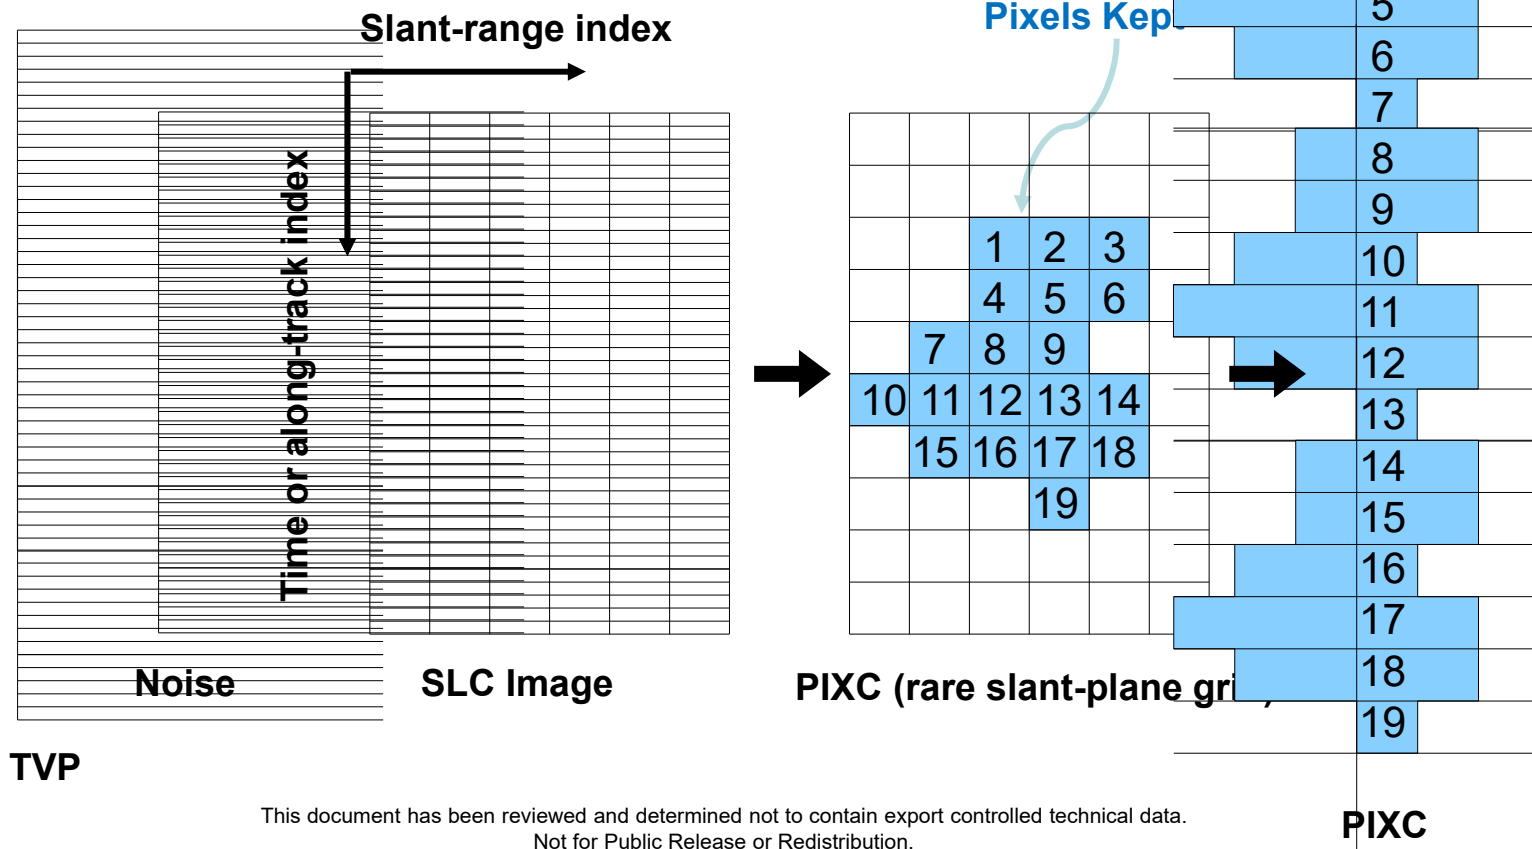 Slant-range index
Pixels Kep
Time or along-track index
1 2 3
4 5 6
7 8 9
10 11 12 13 14
15 16 17 18
19
5
6
7
8
9
10
11
12
13
14
15
16
17
18
19
Noise
SLC Image
PIXC (rare slant-plane gri
TVP
PIXC
This document has been reviewed and determined not to contain export controlled technical data.
Not for Public Release or Redistribution.